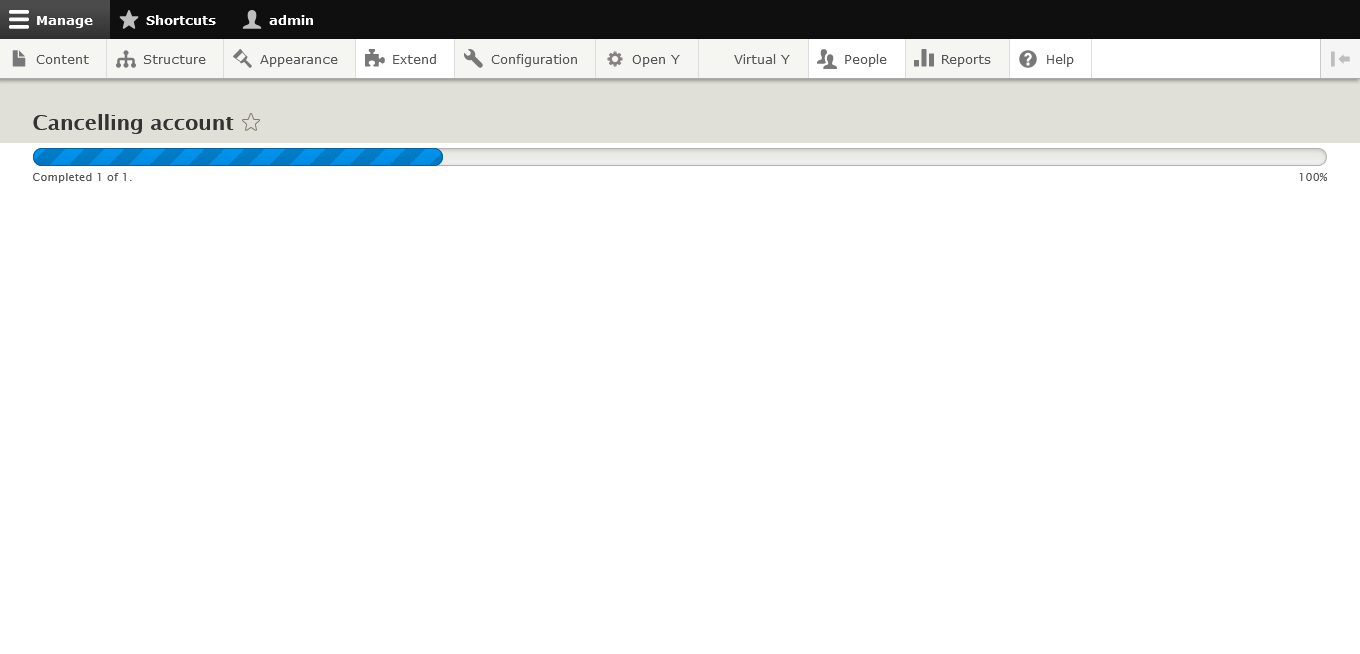 Manage Shortcuts admin
Content Structure Appearance Extend Configuration Open Y Virtual Y People Reports Help
Cancelling account
Completed 1 of 1. 100%